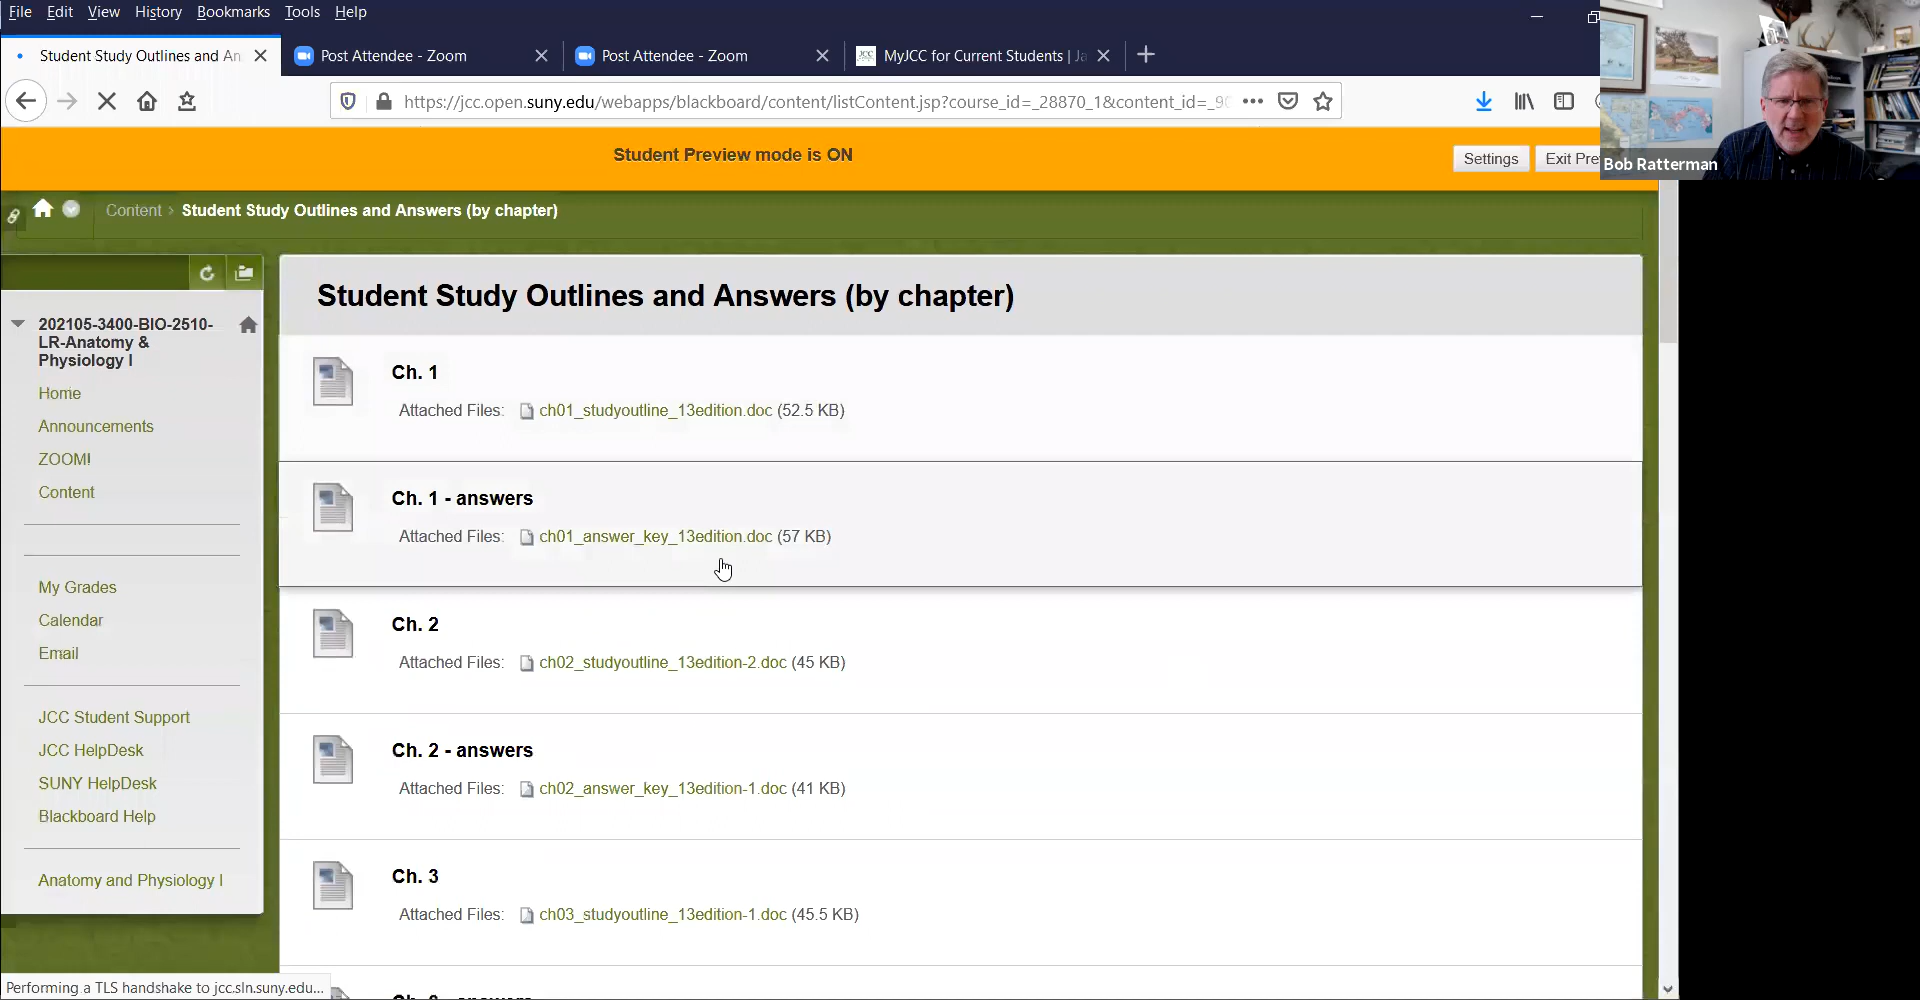 File Edit View History Bookmarks Tools Help
Student Study Outlines and An
Post Attendee - Zoom
Post Attendee - Zoom
MyJCC for Current Students | Ja
https://jcc.open.suny.edu/webapps/blackboard/content/listContent.jsp?course_id=_28870_1&content_id=_90
Student Preview mode is ON
Settings
Exit Pre
Bob Ratterman
Content > Student Study Outlines and Answers (by chapter)
202105-3400-BIO-2510-
LR-Anatomy &
Physiology I
Home
Announcements
ZOOM!
Content
My Grades
Calendar
Email
JCC Student Support
JCC HelpDesk
SUNY HelpDesk
Blackboard Help
Anatomy and Physiology I
Student Study Outlines and Answers (by chapter)
Ch. 1
Attached Files: ch01_studyoutline_13edition.doc (52.5 KB)
Ch. 1 - answers
Attached Files: ch01_answer_key_13edition.doc (57 KB)
Ch. 2
Attached Files: ch02_studyoutline_13edition-2.doc (45 KB)
Ch. 2 - answers
Attached Files: ch02_answer_key_13edition-1.doc (41 KB)
Ch. 3
Attached Files: ch03_studyoutline_13edition-1.doc (45.5 KB)
Performing a TLS handshake to jcc.sln.suny.edu...